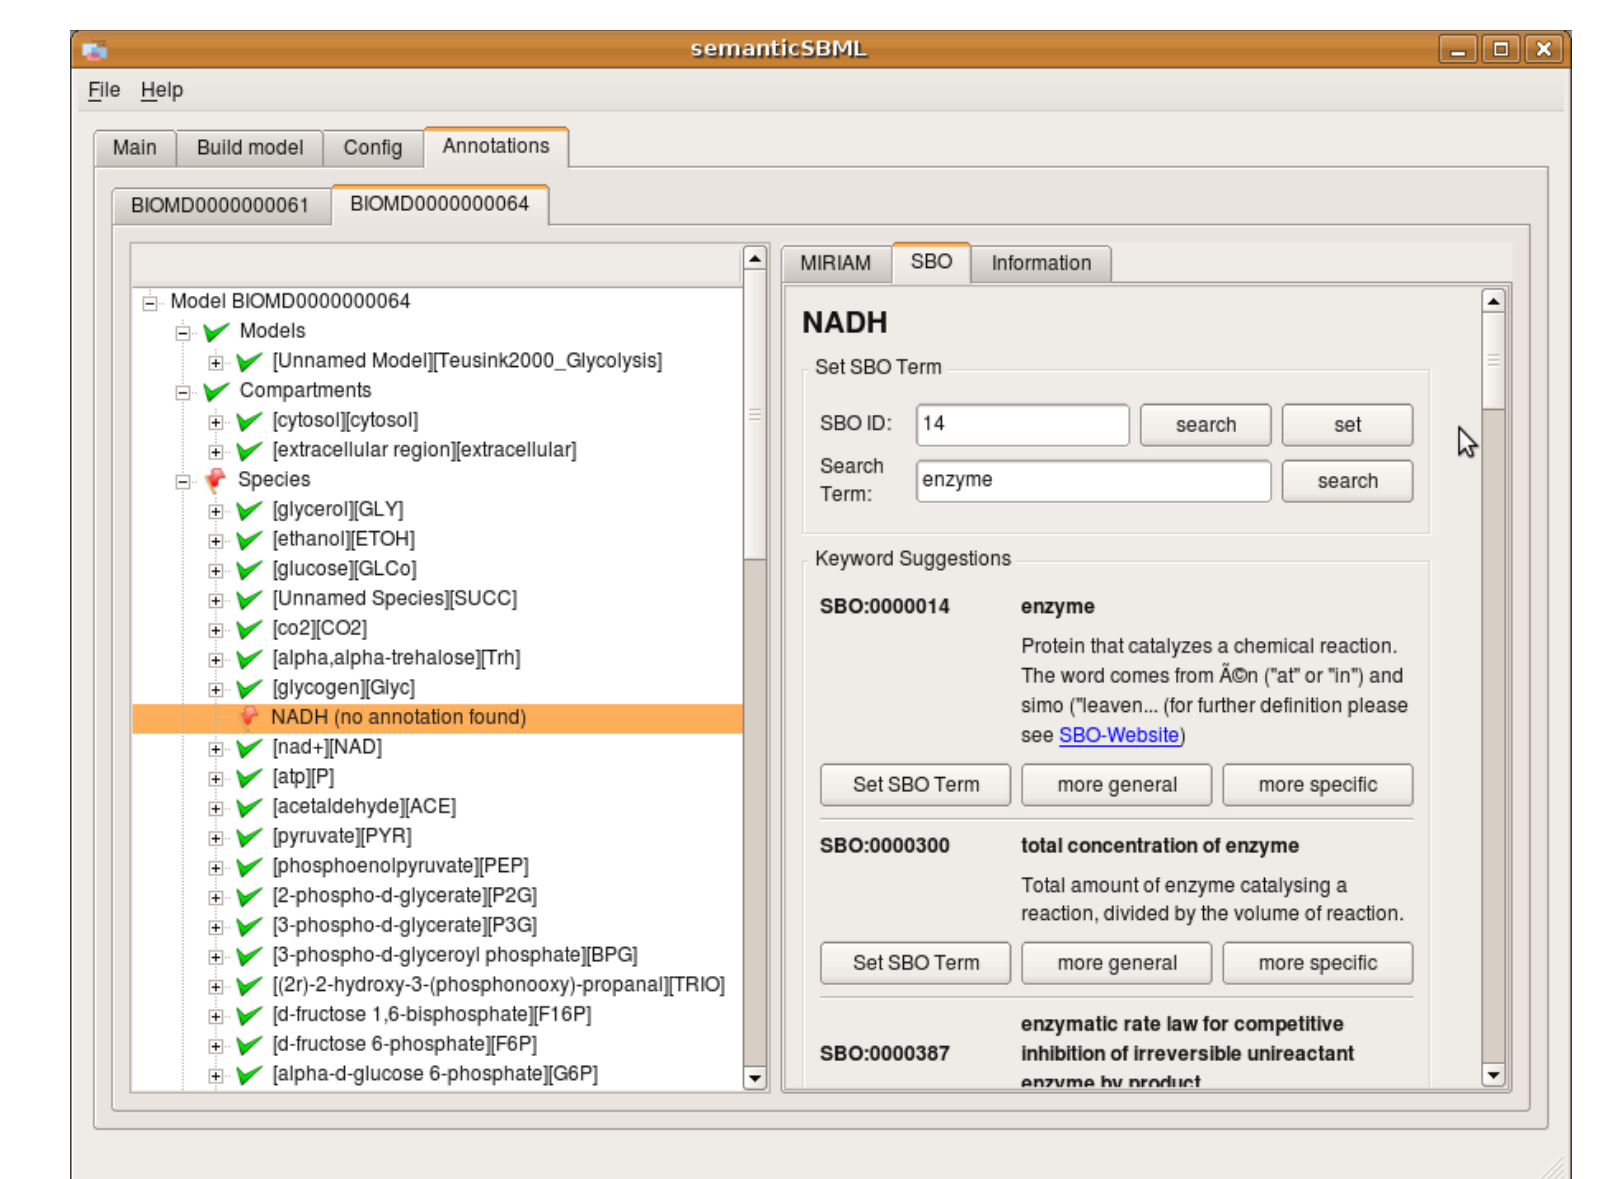 semanticSBML
File Help
Main Build model Config Annotations
BIOMD0000000061 BIOMD0000000064
Model BIOMD0000000064
Models
[Unnamed Model][Teusink2000_Glycolysis]
Compartments
[cytosol][cytosol]
[extracellular region][extracellular]
Species
[glycerol][GLY]
[ethanol][ETOH]
[glucose][GLCo]
[Unnamed Species][SUCC]
[co2][CO2]
[alpha,alpha-trehalose][Trh]
[glycogen][Glyc]
NADH (no annotation found)
[nad+][NAD]
[atp][P]
[acetaldehyde][ACE]
[pyruvate][PYR]
[phosphoenolpyruvate][PEP]
[2-phospho-d-glycerate][P2G]
[3-phospho-d-glycerate][P3G]
[3-phospho-d-glyceroyl phosphate][BPG]
[(2r)-2-hydroxy-3-(phosphonooxy)-propanal][TRIO]
[d-fructose 1,6-bisphosphate][F16P]
[d-fructose 6-phosphate][F6P]
[alpha-d-glucose 6-phosphate][G6P]
MIRIAM SBO Information
NADH
Set SBO Term
SBO ID: 14 search set
Search
Term: enzyme search
Keyword Suggestions
SBO:0000014 enzyme
Protein that catalyzes a chemical reaction.
The word comes from Ã©n ("at" or "in") and
simo ("leaven... (for further definition please
see SBO-Website)
Set SBO Term more general more specific
SBO:0000300 total concentration of enzyme
Total amount of enzyme catalysing a
reaction, divided by the volume of reaction.
Set SBO Term more general more specific
enzymatic rate law for competitive
SBO:0000387 inhibition of irreversible unireactant
enzyme by product